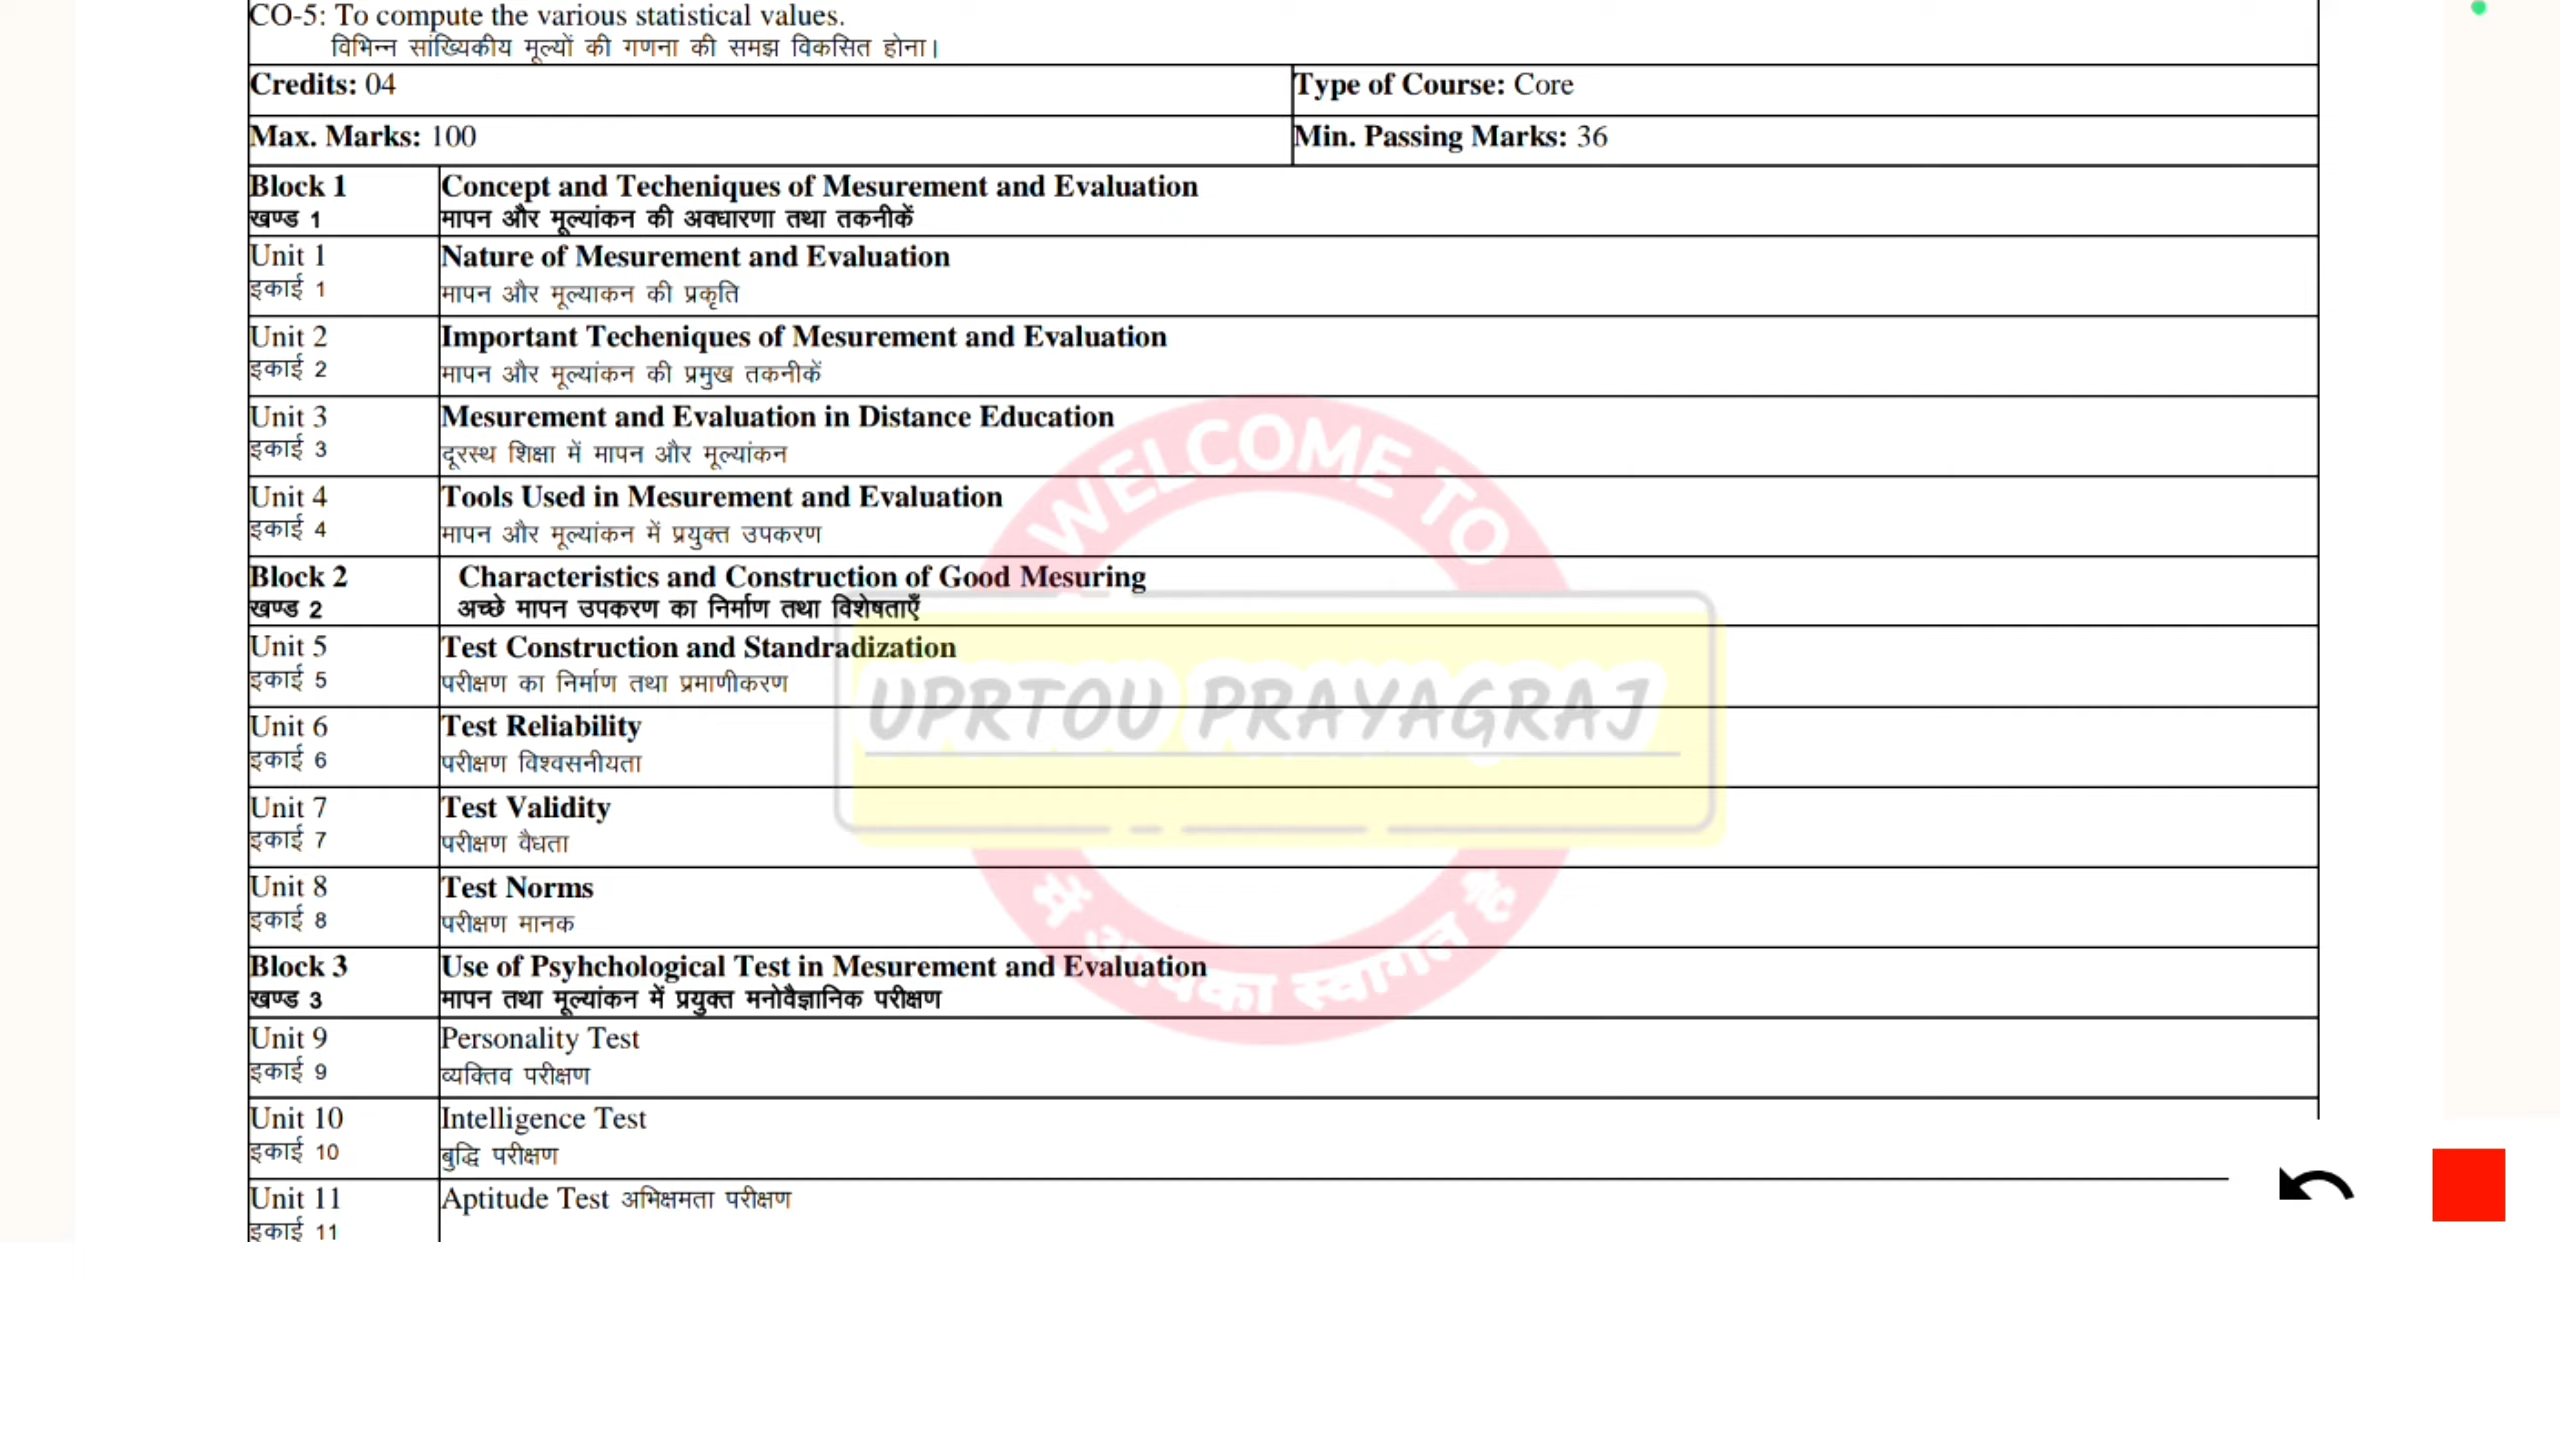 CO-5: To compute the various statistical values.
विभिन्न सांख्यिकीय मूल्यों की गणना की समझ विकसित होना।
Credits: 04 Type of Course: Core
Max. Marks: 100 Min. Passing Marks: 36
Block 1 Concept and Techeniques of Mesurement and Evaluation
खण्ड 1 मापन और मूल्यांकन की अवधारणा तथा तकनीकें
Unit 1 Nature of Mesurement and Evaluation
इकाई 1 मापन और मूल्याकन की प्रकृति
Unit 2 Important Techeniques of Mesurement and Evaluation
इकाई 2 मापन और मूल्यांकन की प्रमुख तकनीकें
Unit 3 Mesurement and Evaluation in Distance Education
इकाई 3 दूरस्थ शिक्षा में मापन और मूल्यांकन
Unit 4 Tools Used in Mesurement and Evaluation
इकाई 4 मापन और मूल्यांकन में प्रयुक्त उपकरण
Block 2 Characteristics and Construction of Good Mesuring
खण्ड 2 अच्छे मापन उपकरण का निर्माण तथा विशेषताएँ
Unit 5 Test Construction and Standradization
इकाई 5 परीक्षण का निर्माण तथा प्रमाणीकरण
Unit 6 Test Reliability
इकाई 6 परीक्षण विश्वसनीयता
Unit 7 Test Validity
इकाई 7 परीक्षण वैधता
Unit 8 Test Norms
इकाई 8 परीक्षण मानक
Block 3 Use of Psyhchological Test in Mesurement and Evaluation
खण्ड 3 मापन तथा मूल्यांकन में प्रयुक्त मनोवैज्ञानिक परीक्षण
Unit 9 Personality Test
इकाई 9 व्यक्तिव परीक्षण
Unit 10 Intelligence Test
इकाई 10 बुद्धि परीक्षण
Unit 11 Aptitude Test अभिक्षमता परीक्षण
इकाई 11
WELCOME TO
UPRTOU PRAYAGRAJ
में आपका स्वागत है